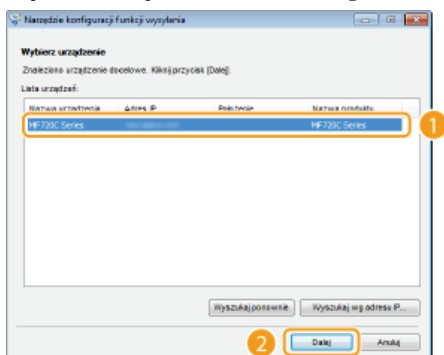 Narzędzie konfiguracji funkcji wysyłania
Wybierz urządzenie
Znaleziono urządzenie docelowe. Kliknij przycisk [Dalej].
Lista urządzeń:
Nazwa urządzenia Adres IP Położenie Nazwa produktu
MF720C Series MF720C Series
1
Wyszukaj ponownie Wyszukaj wg adresu IP...
2 Dalej Anuluj